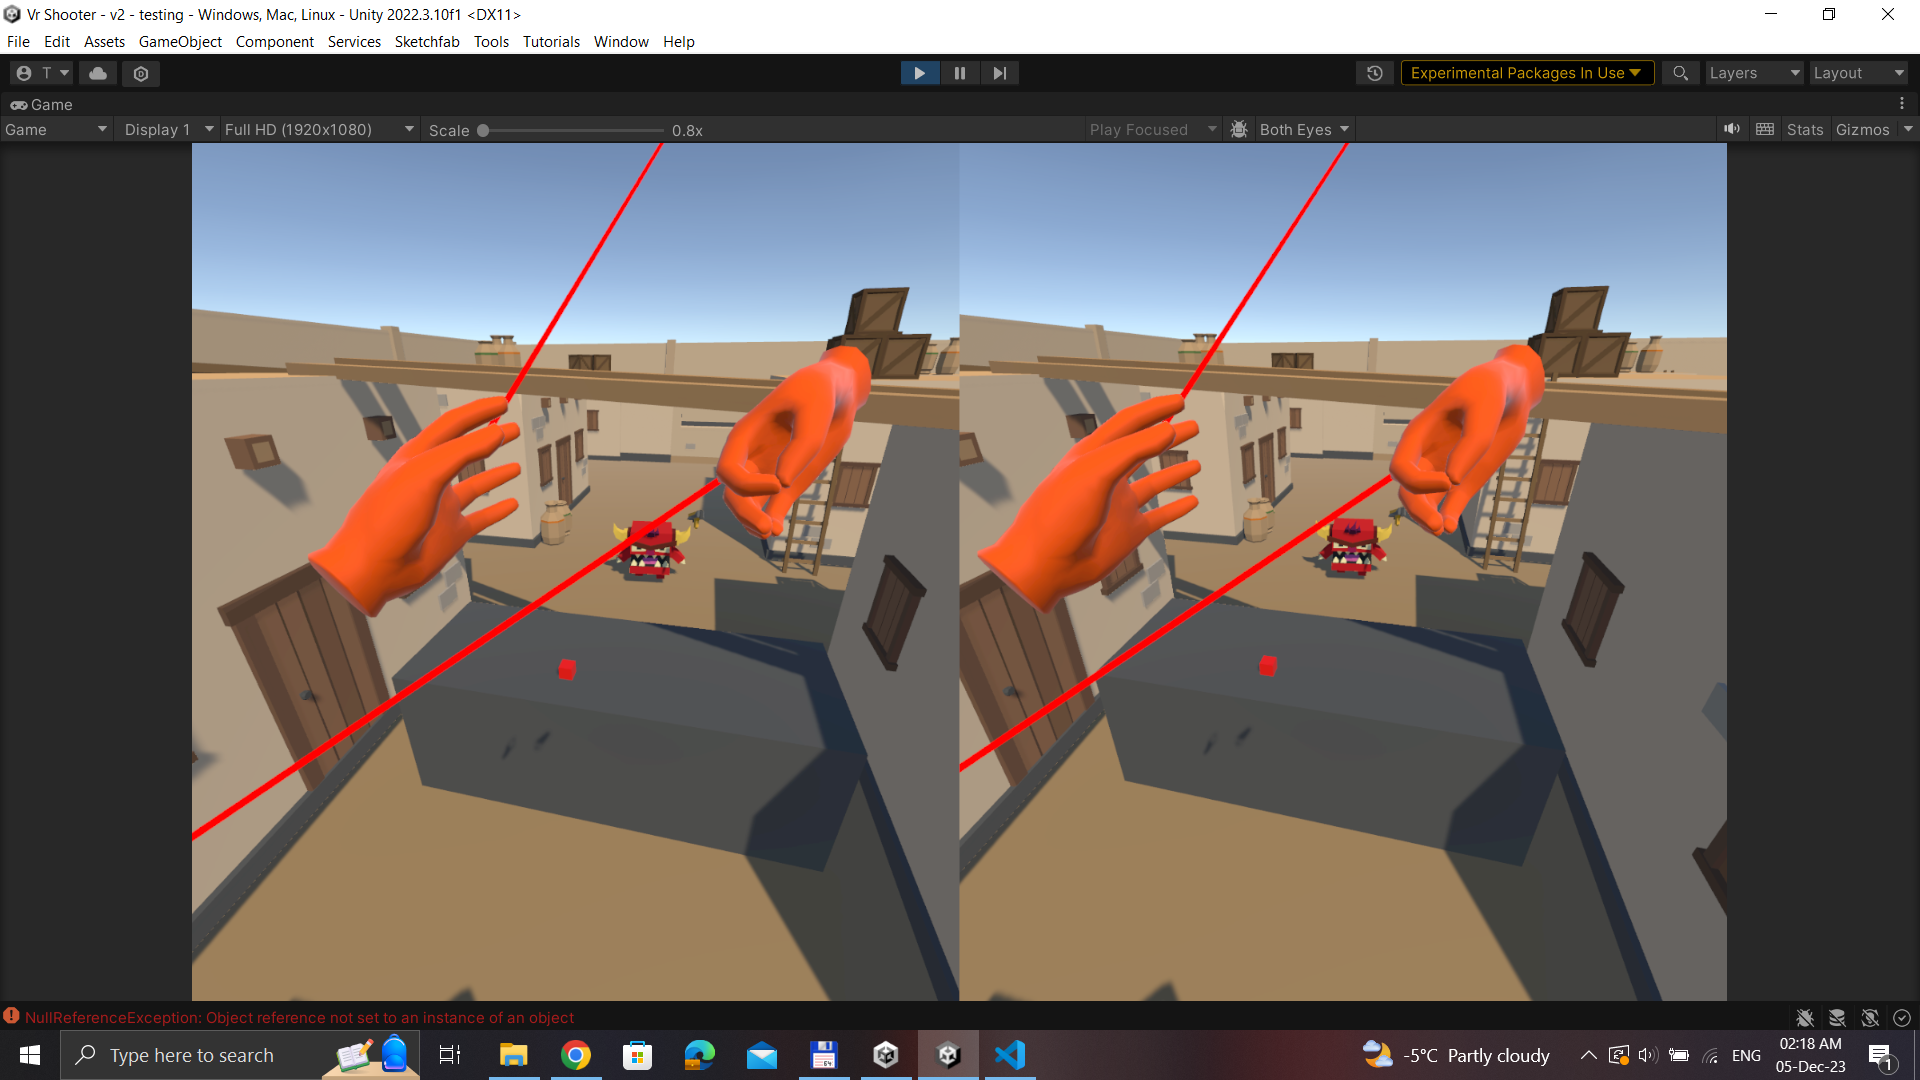 Vr Shooter - v2 - testing - Windows, Mac, Linux - Unity 2022.3.10f1 <DX11>
File Edit Assets GameObject Component Services Sketchfab Tools Tutorials Window Help
T Experimental Packages In Use Layers Layout
Game
Game Display 1 Full HD (1920x1080) Scale 0.8x Play Focused Both Eyes Stats Gizmos
NullReferenceException: Object reference not set to an instance of an object
Type here to search 64 -5°C Partly cloudy ENG 02:18 AM 1
05-Dec-23